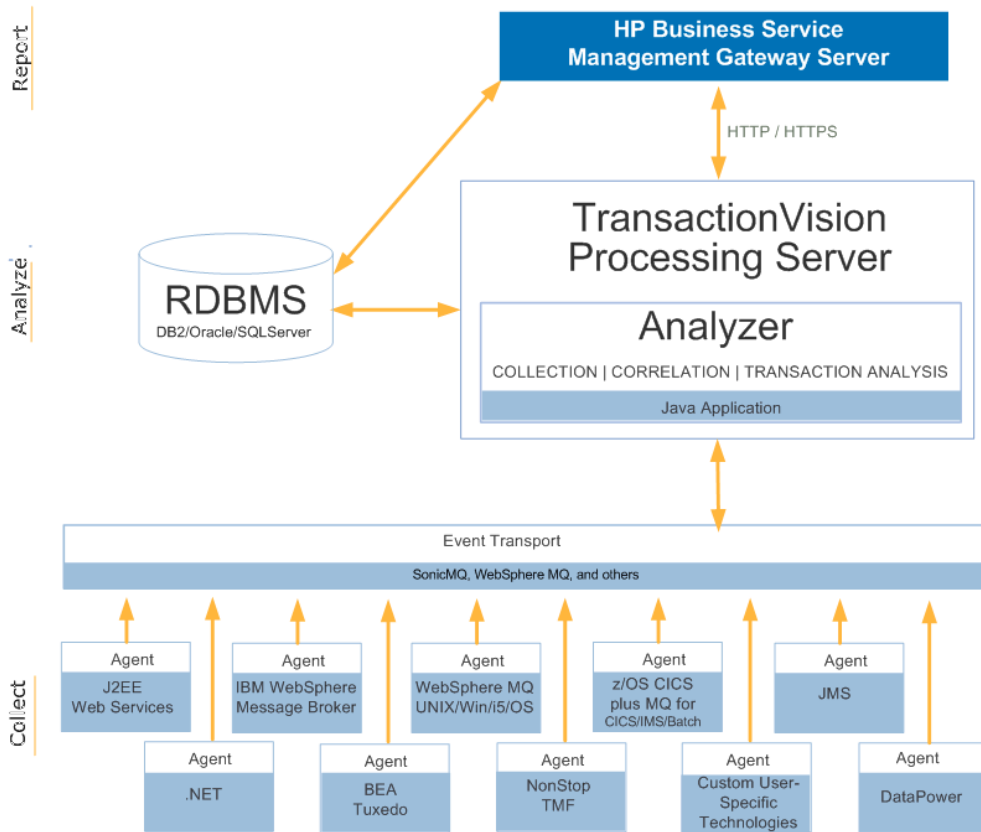 Report
HP Business Service
Management Gateway Server
HTTP / HTTPS
Analyze
TransactionVision
Processing Server
RDBMS
DB2/Oracle/SQLServer
Analyzer
COLLECTION | CORRELATION | TRANSACTION ANALYSIS
Java Application
Event Transport
SonicMQ, WebSphere MQ, and others
Collect
Agent
J2EE
Web Services
Agent
IBM WebSphere
Message Broker
Agent
WebSphere MQ
UNIX/Win/i5/OS
Agent
z/OS CICS
plus MQ for
CICS/IMS/Batch
Agent
JMS
Agent
.NET
Agent
BEA
Tuxedo
Agent
NonStop
TMF
Agent
Custom User-
Specific
Technologies
Agent
DataPower